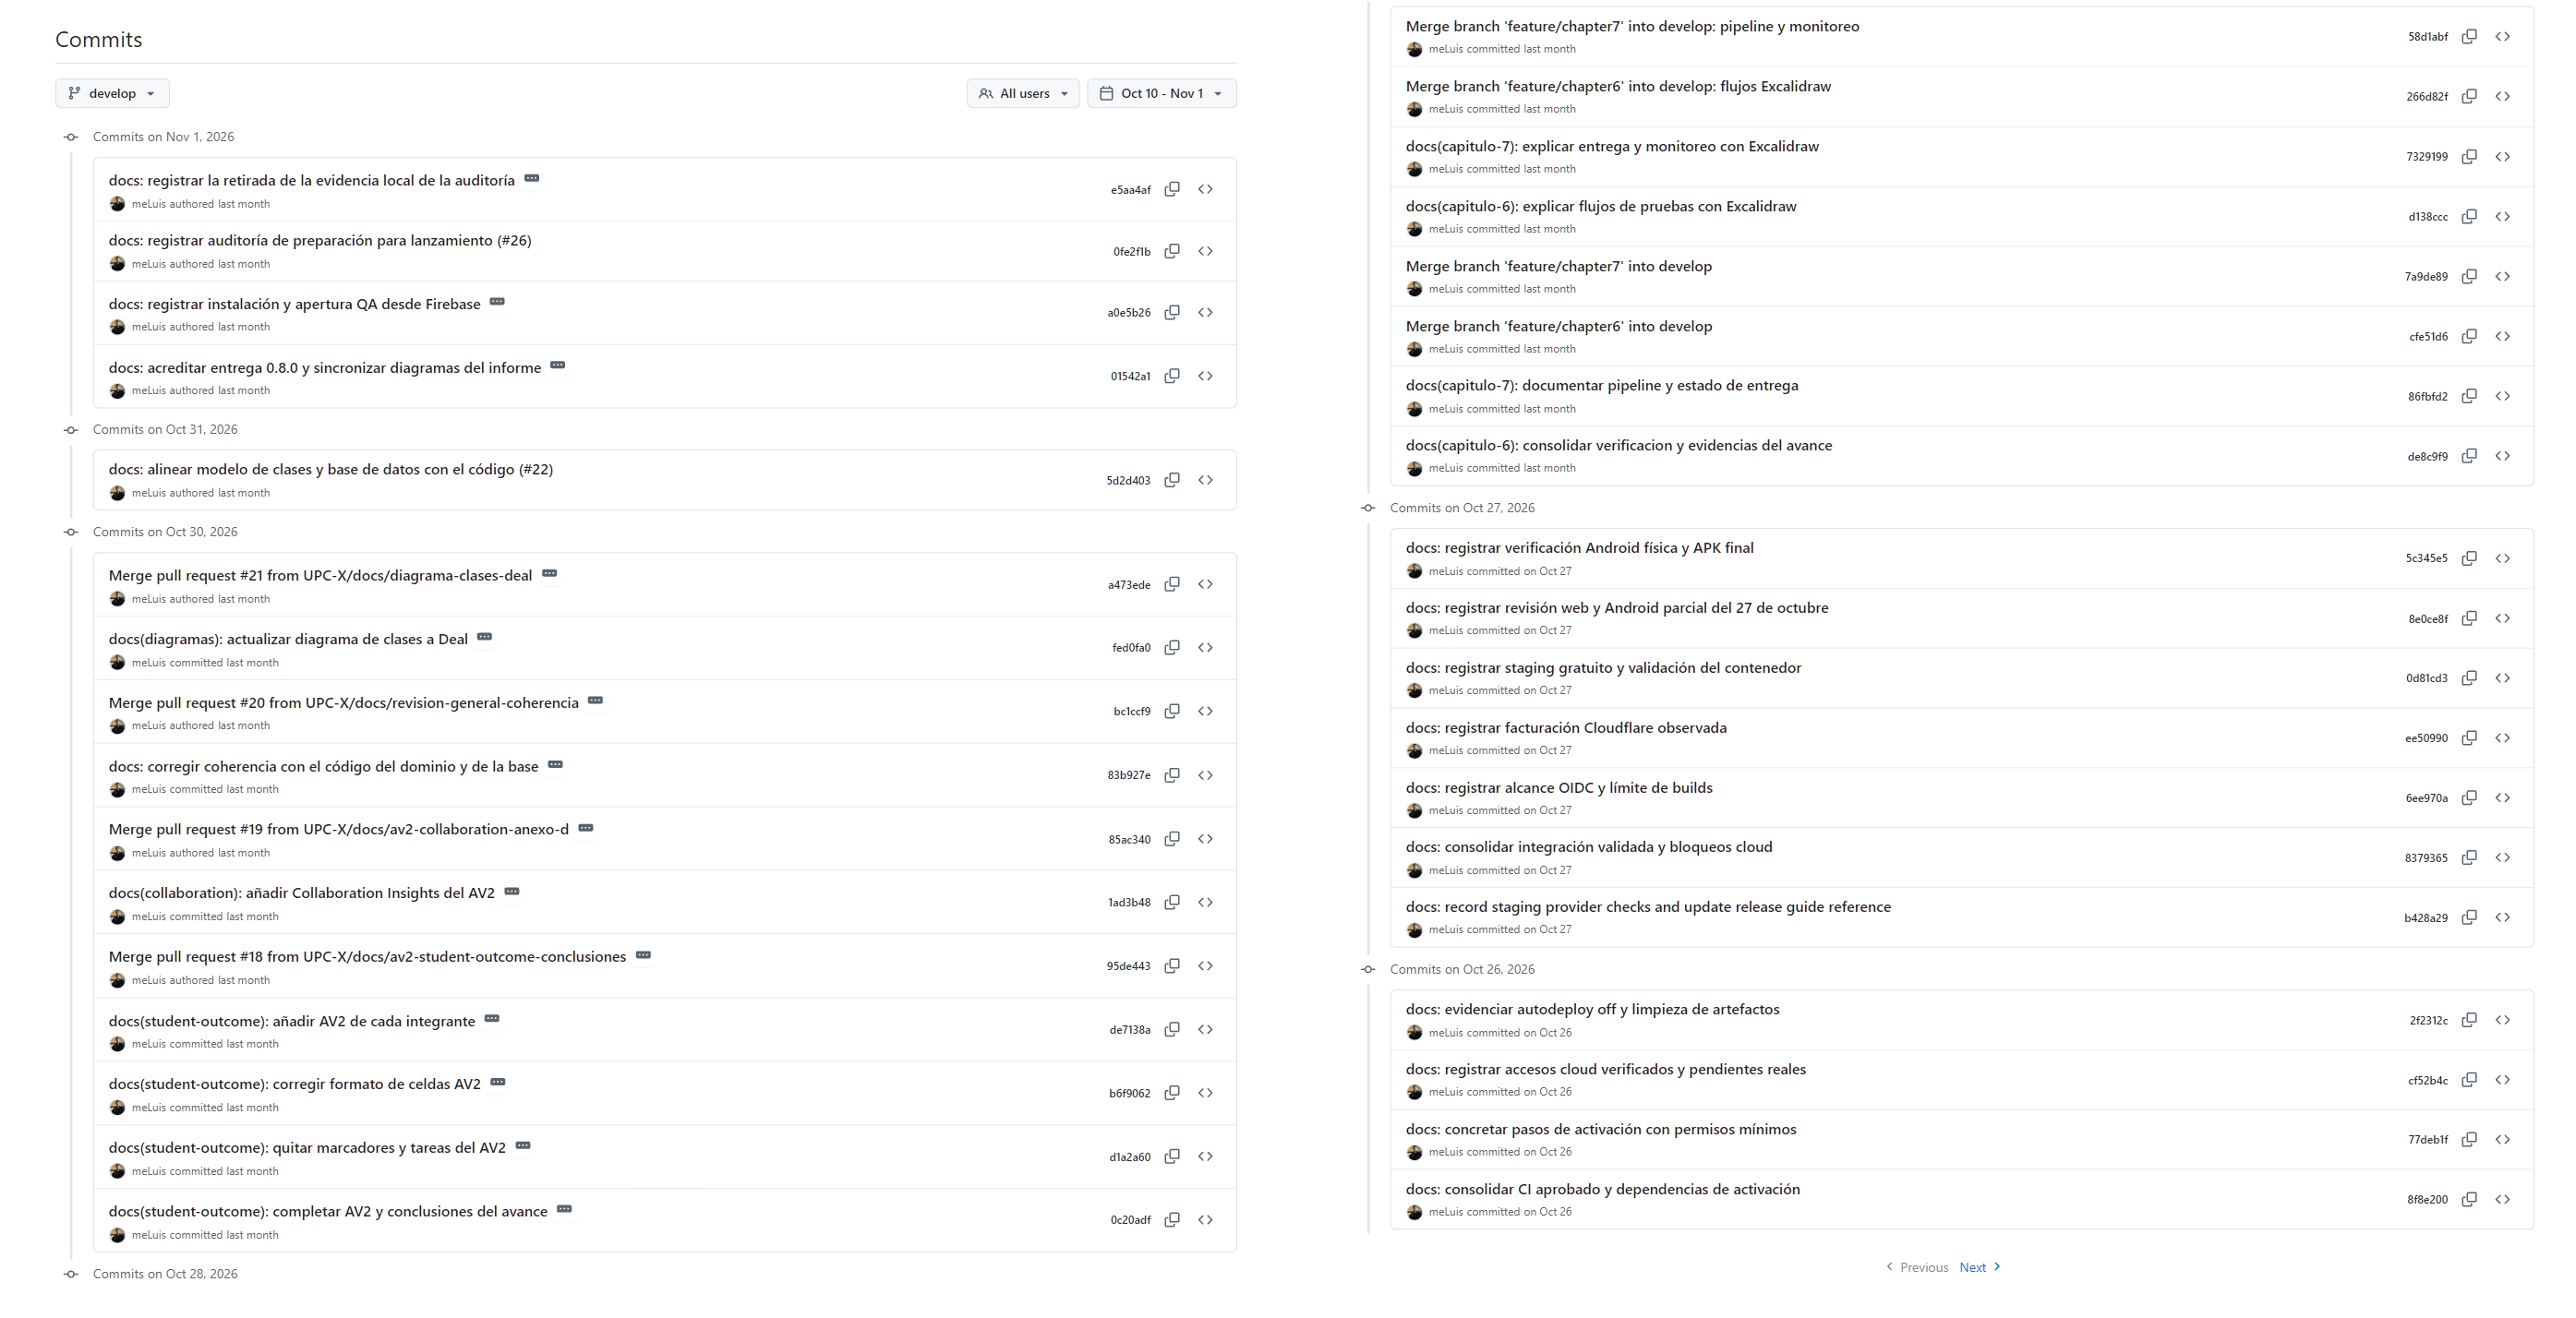 Commits
develop
All users
Oct 10 - Nov 1
Commits on Nov 1, 2026
docs: registrar la retirada de la evidencia local de la auditoría
meLuis authored last month
e5aa4af
docs: registrar auditoría de preparación para lanzamiento (#26)
meLuis authored last month
0fe2f1b
docs: registrar instalación y apertura QA desde Firebase
meLuis authored last month
a0e5b26
docs: acreditar entrega 0.8.0 y sincronizar diagramas del informe
meLuis authored last month
01542a1
Commits on Oct 31, 2026
docs: alinear modelo de clases y base de datos con el código (#22)
meLuis authored last month
5d2d403
Commits on Oct 30, 2026
Merge pull request #21 from UPC-X/docs/diagrama-clases-deal
meLuis authored last month
a473ede
docs(diagramas): actualizar diagrama de clases a Deal
meLuis committed last month
fed0fa0
Merge pull request #20 from UPC-X/docs/revision-general-coherencia
meLuis authored last month
bc1ccf9
docs: corregir coherencia con el código del dominio y de la base
meLuis committed last month
83b927e
Merge pull request #19 from UPC-X/docs/av2-collaboration-anexo-d
meLuis authored last month
85ac340
docs(collaboration): añadir Collaboration Insights del AV2
meLuis committed last month
1ad3b48
Merge pull request #18 from UPC-X/docs/av2-student-outcome-conclusiones
meLuis authored last month
95de443
docs(student-outcome): añadir AV2 de cada integrante
meLuis committed last month
de7138a
docs(student-outcome): corregir formato de celdas AV2
meLuis committed last month
b6f9062
docs(student-outcome): quitar marcadores y tareas del AV2
meLuis committed last month
d1a2a60
docs(student-outcome): completar AV2 y conclusiones del avance
meLuis committed last month
0c20adf
Commits on Oct 28, 2026
Merge branch 'feature/chapter7' into develop: pipeline y monitoreo
meLuis committed last month
58d1abf
Merge branch 'feature/chapter6' into develop: flujos Excalidraw
meLuis committed last month
266d82f
docs(capitulo-7): explicar entrega y monitoreo con Excalidraw
meLuis committed last month
7329199
docs(capitulo-6): explicar flujos de pruebas con Excalidraw
meLuis committed last month
d138ccc
Merge branch 'feature/chapter7' into develop
meLuis committed last month
7a9de89
Merge branch 'feature/chapter6' into develop
meLuis committed last month
cfe51d6
docs(capitulo-7): documentar pipeline y estado de entrega
meLuis committed last month
86fbfd2
docs(capitulo-6): consolidar verificacion y evidencias del avance
meLuis committed last month
de8c9f9
Commits on Oct 27, 2026
docs: registrar verificación Android física y APK final
meLuis committed on Oct 27
5c345e5
docs: registrar revisión web y Android parcial del 27 de octubre
meLuis committed on Oct 27
8e0ce8f
docs: registrar staging gratuito y validación del contenedor
meLuis committed on Oct 27
0d81cd3
docs: registrar facturación Cloudflare observada
meLuis committed on Oct 27
ee50990
docs: registrar alcance OIDC y límite de builds
meLuis committed on Oct 27
6ee970a
docs: consolidar integración validada y bloqueos cloud
meLuis committed on Oct 27
8379365
docs: record staging provider checks and update release guide reference
meLuis committed on Oct 27
b428a29
Commits on Oct 26, 2026
docs: evidenciar autodeploy off y limpieza de artefactos
meLuis committed on Oct 26
2f2312c
docs: registrar accesos cloud verificados y pendientes reales
meLuis committed on Oct 26
cf52b4c
docs: concretar pasos de activación con permisos mínimos
meLuis committed on Oct 26
77deb1f
docs: consolidar CI aprobado y dependencias de activación
meLuis committed on Oct 26
8f8e200
Previous
Next